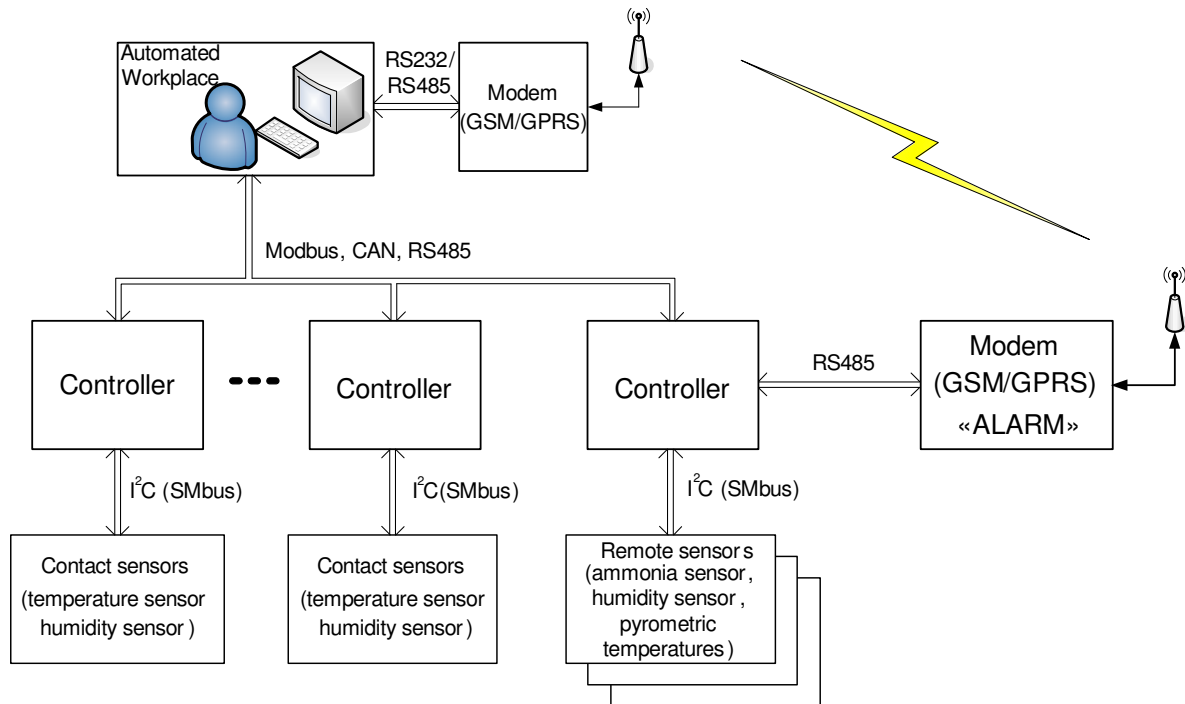 Automated
Workplace
RS232/
RS485
Modem
(GSM/GPRS)
Modbus, CAN, RS485
Controller
Controller
Controller
RS485
Modem
(GSM/GPRS)
«ALARM»
I²C (SMbus)
I²C(SMbus)
I²C (SMbus)
Contact sensors
(temperature sensor
humidity sensor)
Contact sensors
(temperature sensor
humidity sensor)
Remote sensors
(ammonia sensor,
humidity sensor,
pyrometric
temperatures)